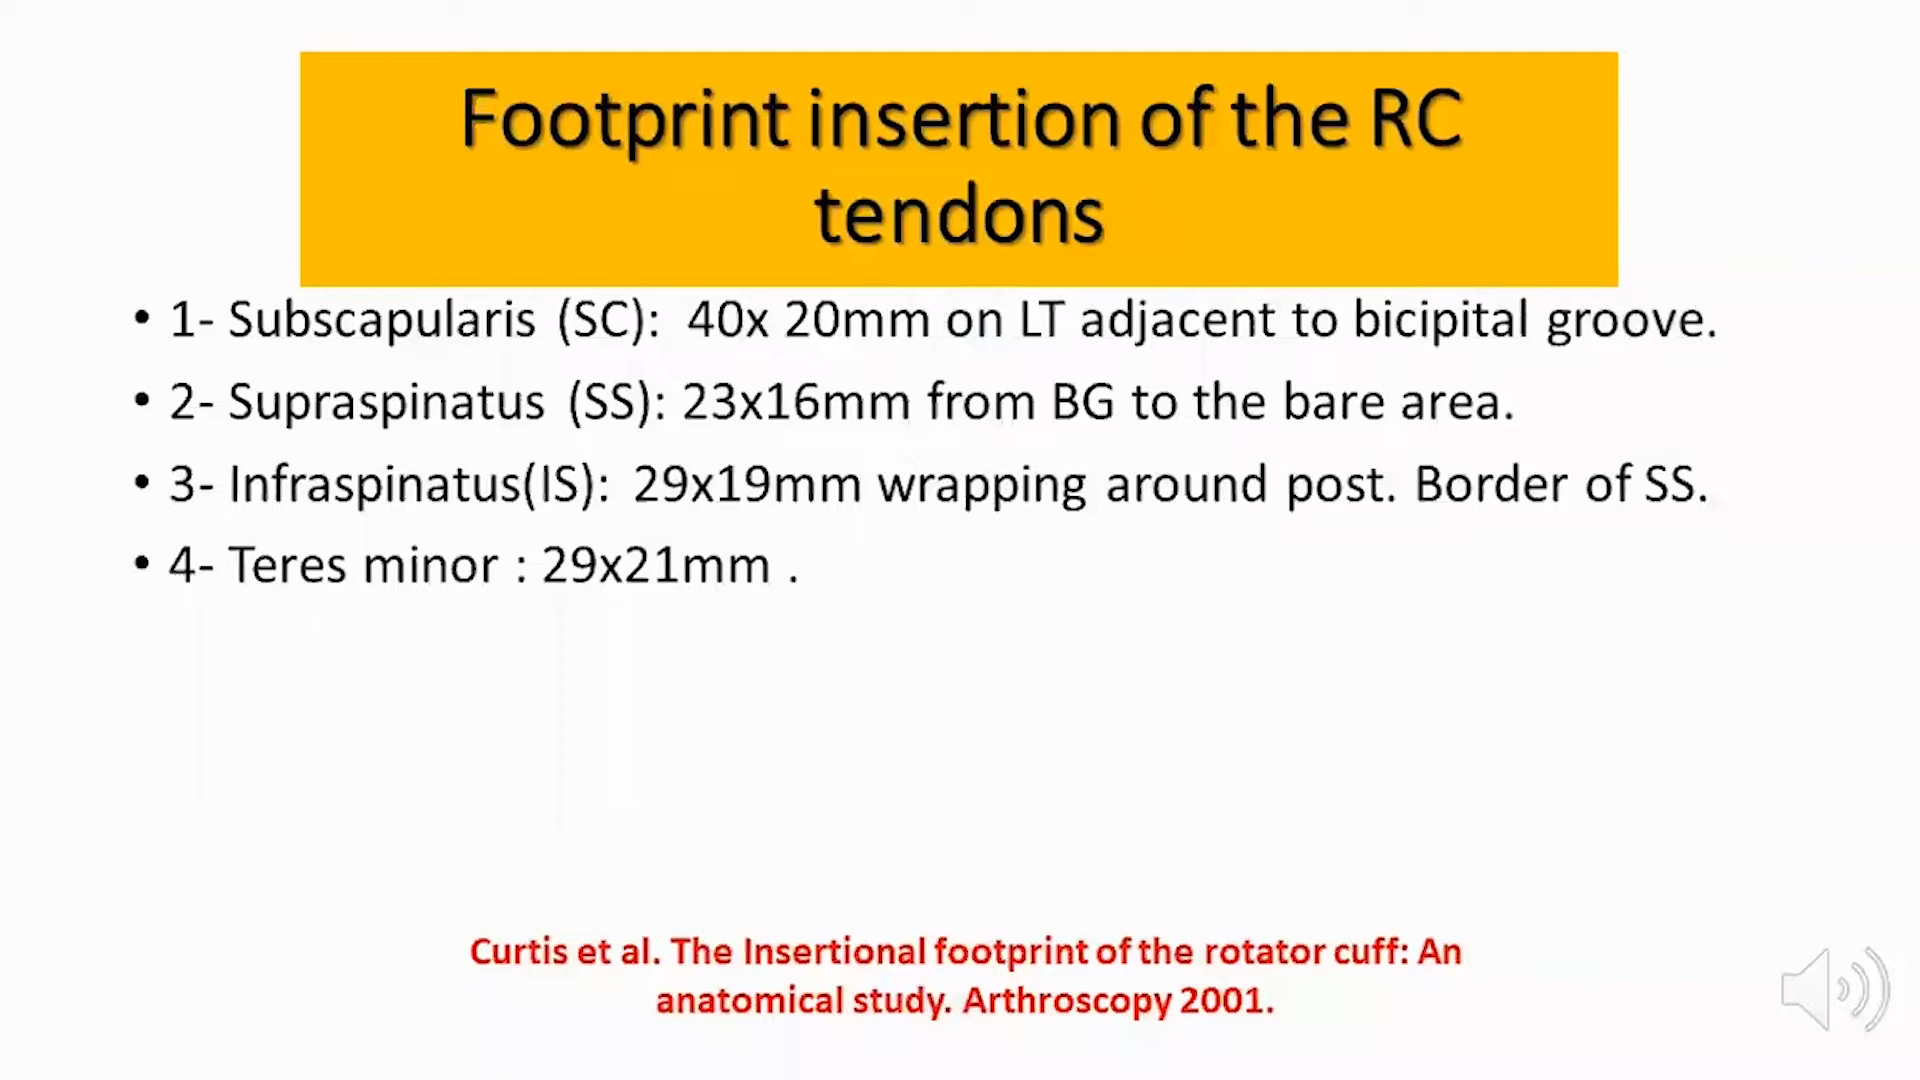 Footprint insertion of the RC
tendons
• 1- Subscapularis (SC): 40x 20mm on LT adjacent to bicipital groove.
• 2- Supraspinatus (SS): 23x16mm from BG to the bare area.
• 3- Infraspinatus(IS): 29x19mm wrapping around post. Border of SS.
• 4- Teres minor : 29x21mm .
Curtis et al. The Insertional footprint of the rotator cuff: An
anatomical study. Arthroscopy 2001.